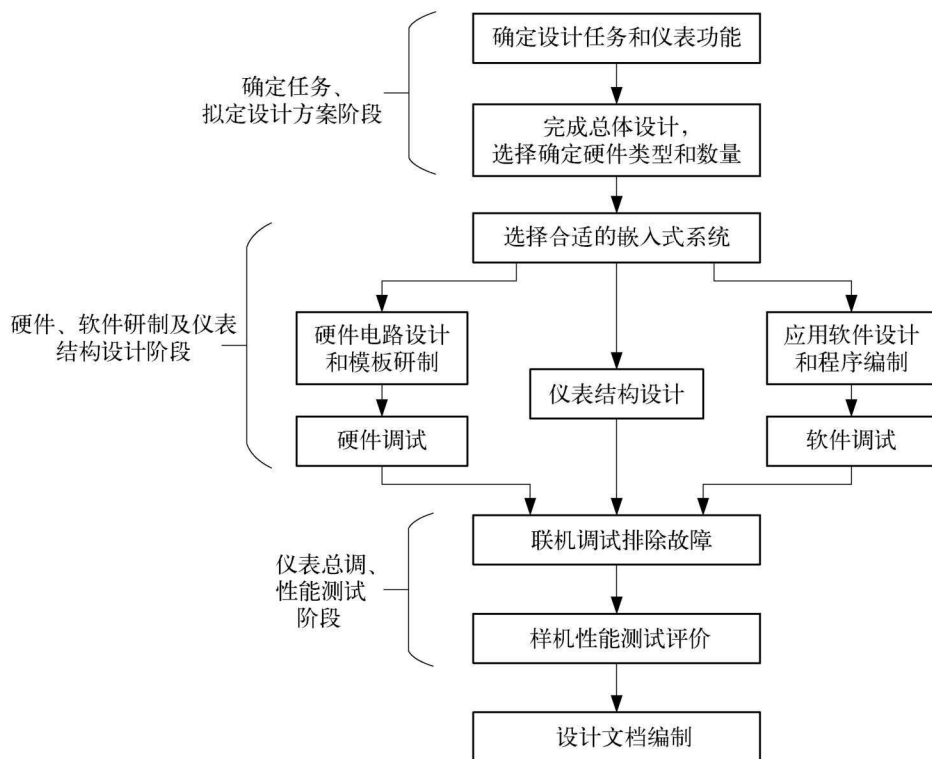 确定设计任务和仪表功能
确定任务、
拟定设计方案阶段
完成总体设计，
选择确定硬件类型和数量
选择合适的嵌入式系统
硬件、软件研制及仪表
结构设计阶段
硬件电路设计
和模板研制
仪表结构设计
应用软件设计
和程序编制
硬件调试
软件调试
联机调试排除故障
仪表总调、
性能测试
阶段
样机性能测试评价
设计文档编制